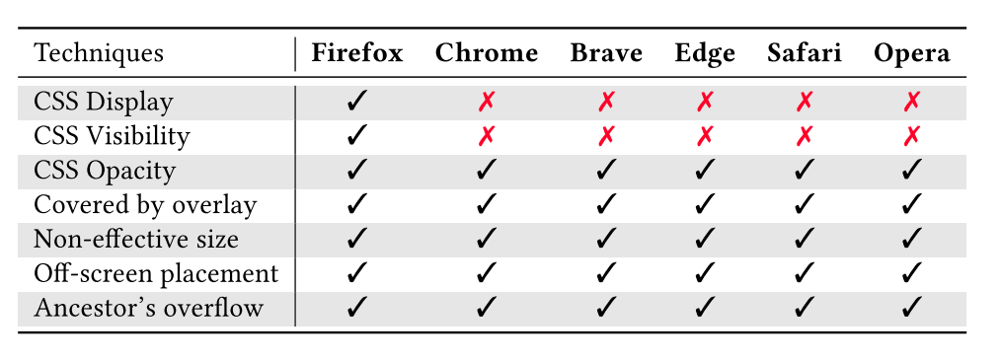 Techniques Firefox Chrome Brave Edge Safari Opera
CSS Display ✓ ✗ ✗ ✗ ✗ ✗
CSS Visibility ✓ ✗ ✗ ✗ ✗ ✗
CSS Opacity ✓ ✓ ✓ ✓ ✓ ✓
Covered by overlay ✓ ✓ ✓ ✓ ✓ ✓
Non-effective size ✓ ✓ ✓ ✓ ✓ ✓
Off-screen placement ✓ ✓ ✓ ✓ ✓ ✓
Ancestor’s overflow ✓ ✓ ✓ ✓ ✓ ✓